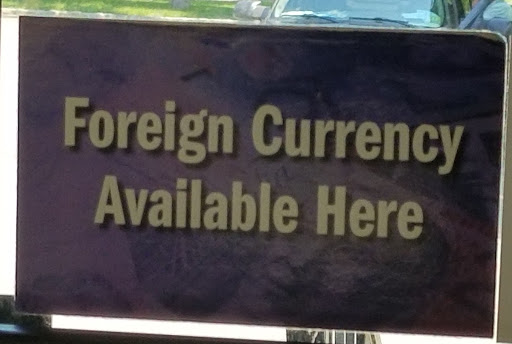 Foreign Currency
Available Here